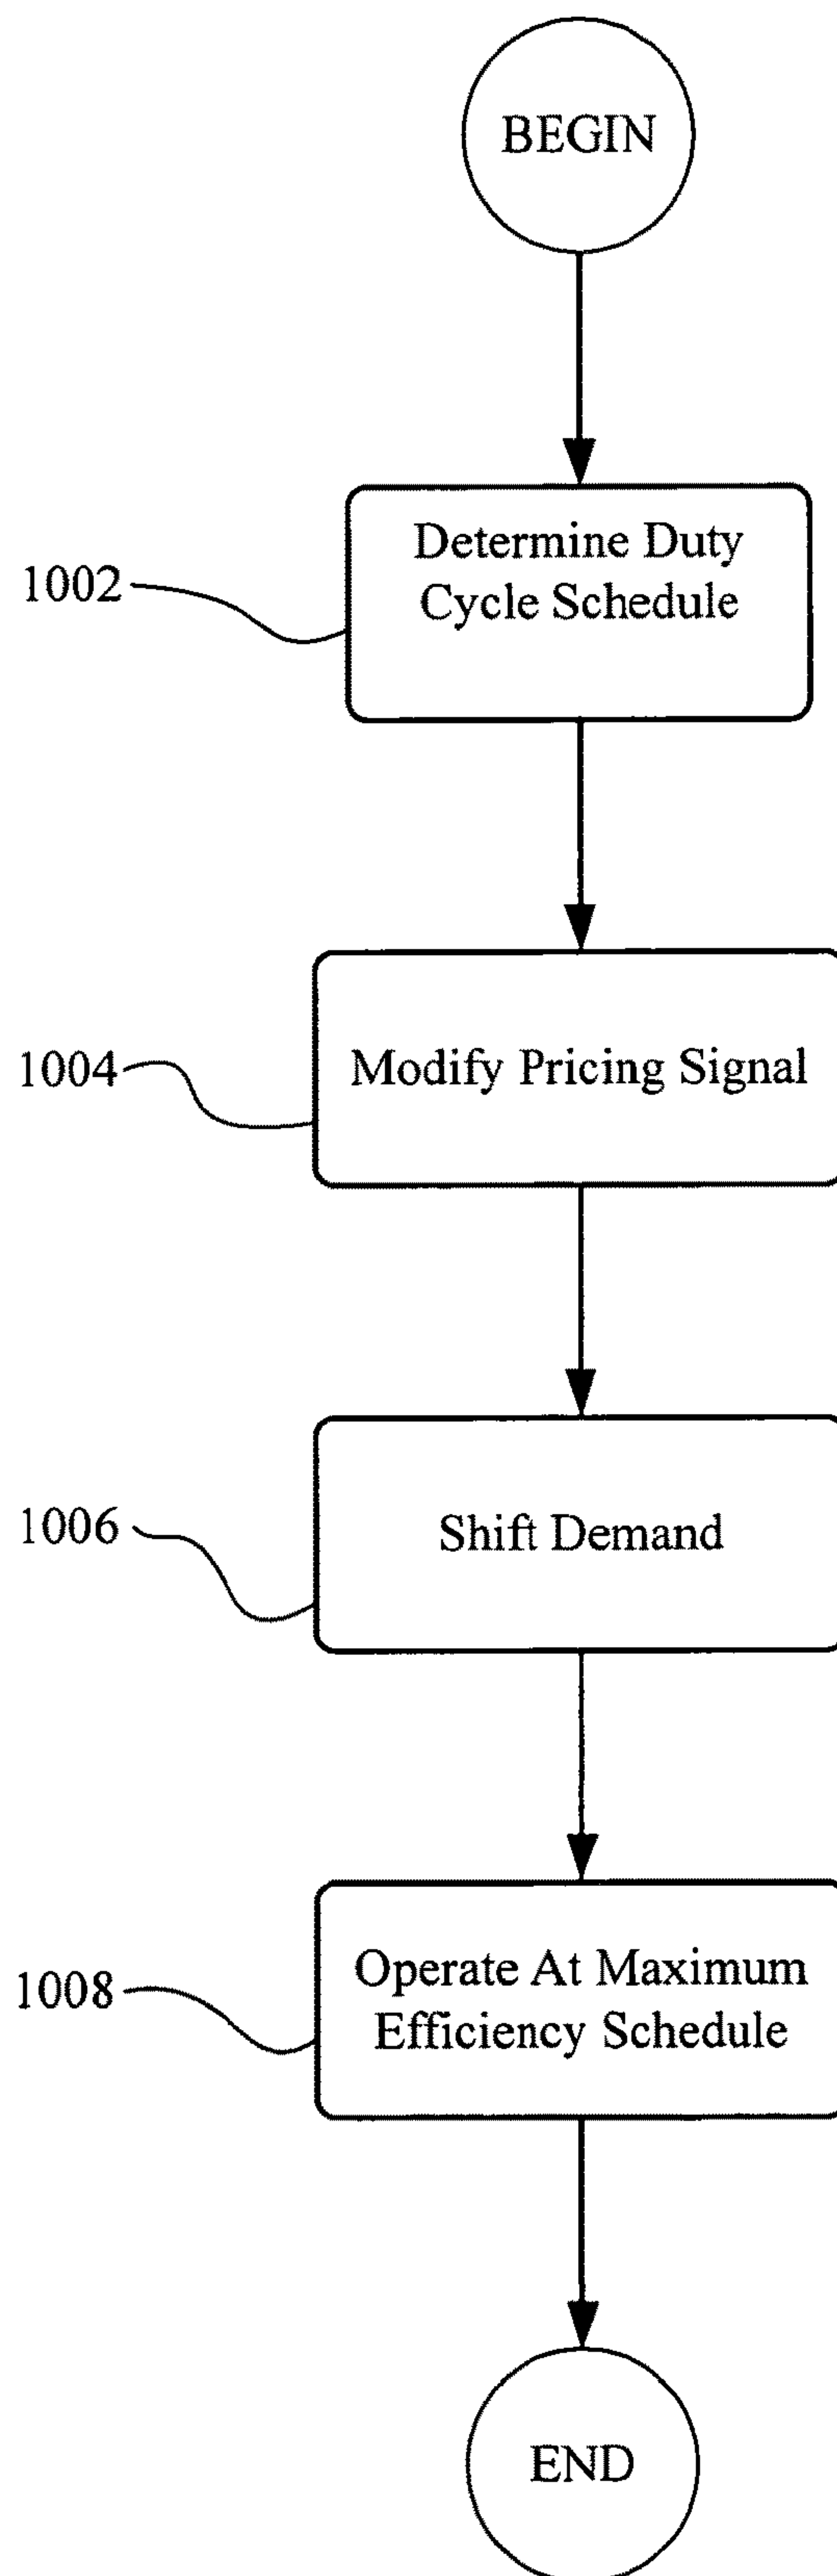 BEGIN
1002
Determine Duty
Cycle Schedule
1004
Modify Pricing Signal
1006
Shift Demand
1008
Operate At Maximum
Efficiency Schedule
END